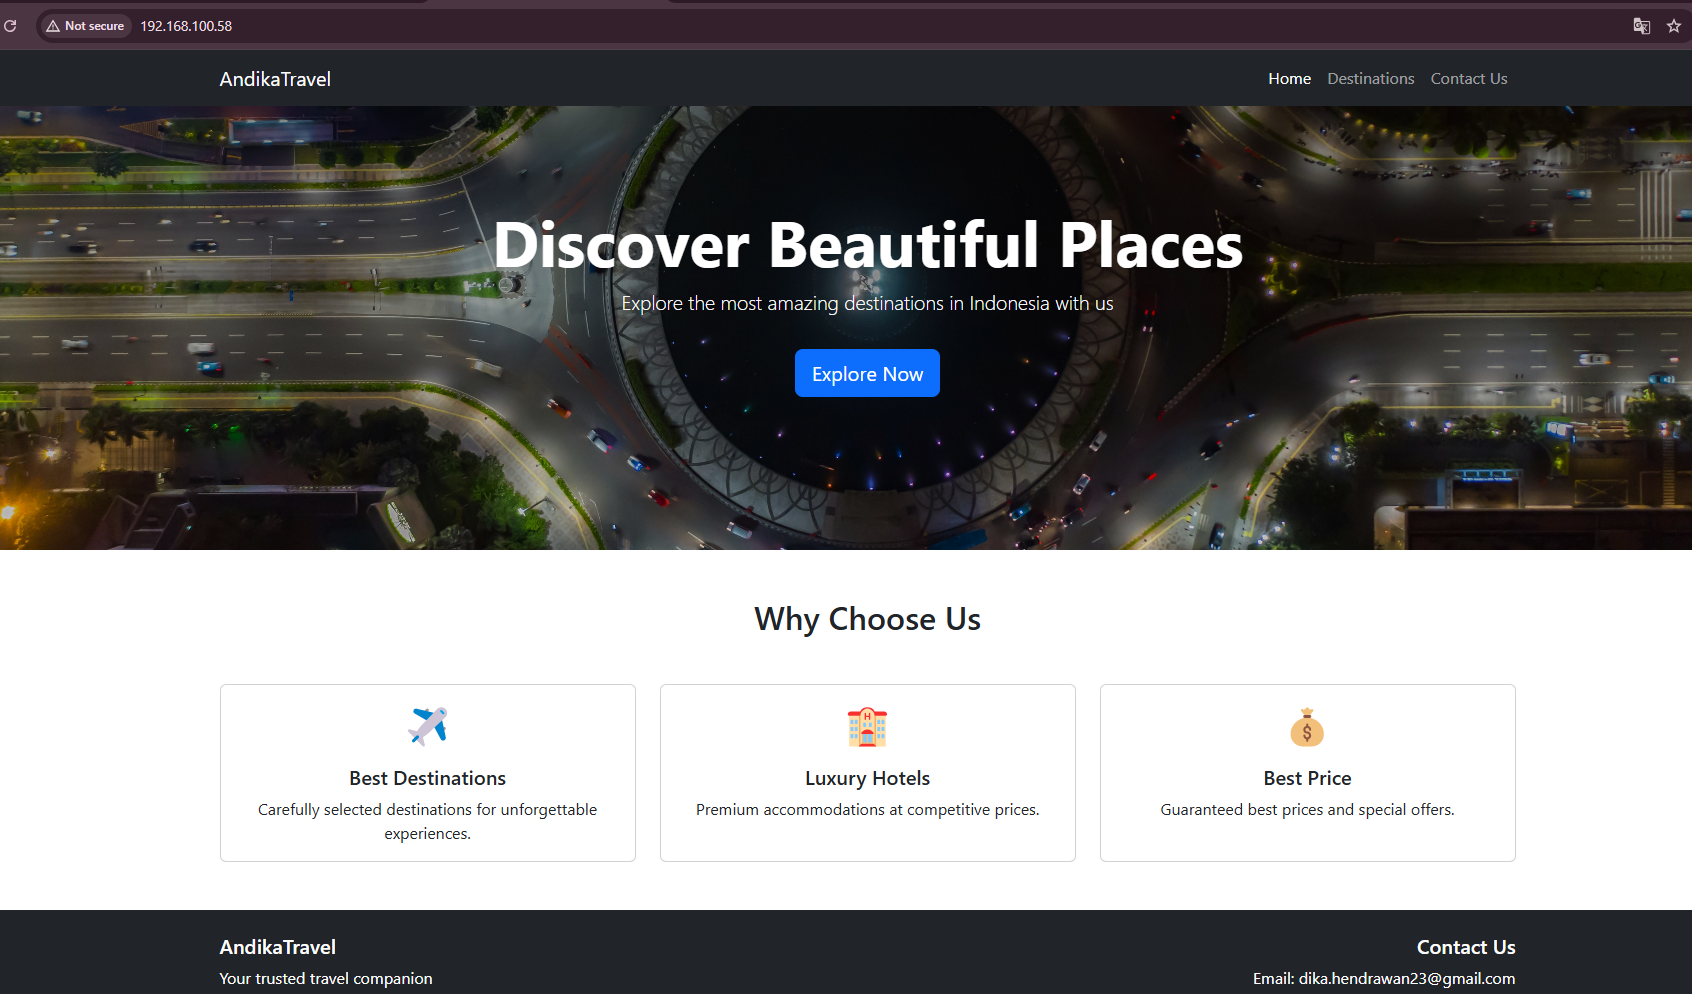 Not secure 192.168.100.58
AndikaTravel
Home Destinations Contact Us
Discover Beautiful Places
Explore the most amazing destinations in Indonesia with us
Explore Now
Why Choose Us
H
Best Destinations
Carefully selected destinations for unforgettable
experiences.
Luxury Hotels
Premium accommodations at competitive prices.
$
Best Price
Guaranteed best prices and special offers.
AndikaTravel
Your trusted travel companion
Contact Us
Email: dika.hendrawan23@gmail.com